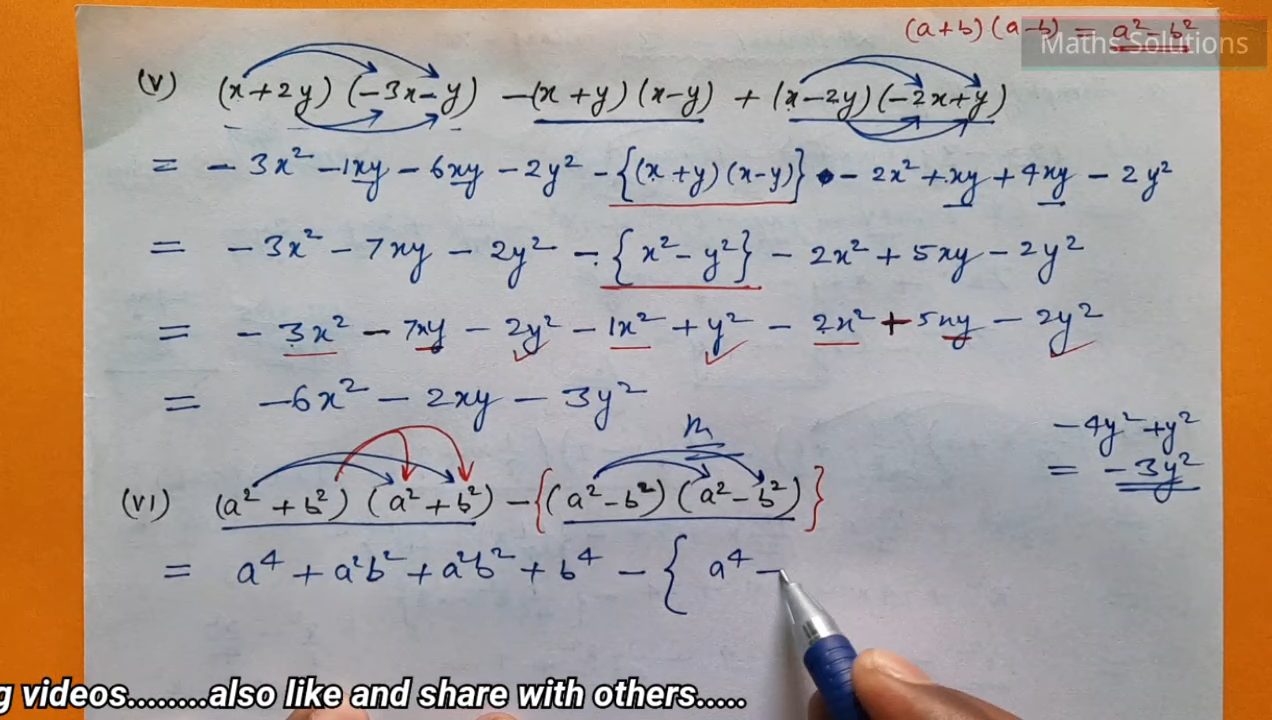 (a+b)(a-b) = a²-b²
Maths Solutions
(v) (x+2y)(-3x-y) -(x+y)(x-y) + (x-2y)(-2x+y)
= -3x² -1xy - 6xy - 2y² - {(x+y)(x-y)} - 2x² + xy + 4xy - 2y²
= -3x² - 7xy - 2y² - {x² - y²} - 2x² + 5xy - 2y²
= -3x² - 7xy - 2y² - 1x² + y² - 2x² + 5xy - 2y²
= -6x² - 2xy - 3y²
-4y² + y²
= -3y²
(vi) (a² + b²)(a² + b²) - {(a² - b²)(a² - b²)}
= a⁴ + a²b² + a²b² + b⁴ - { a⁴ -
g videos........also like and share with others.....